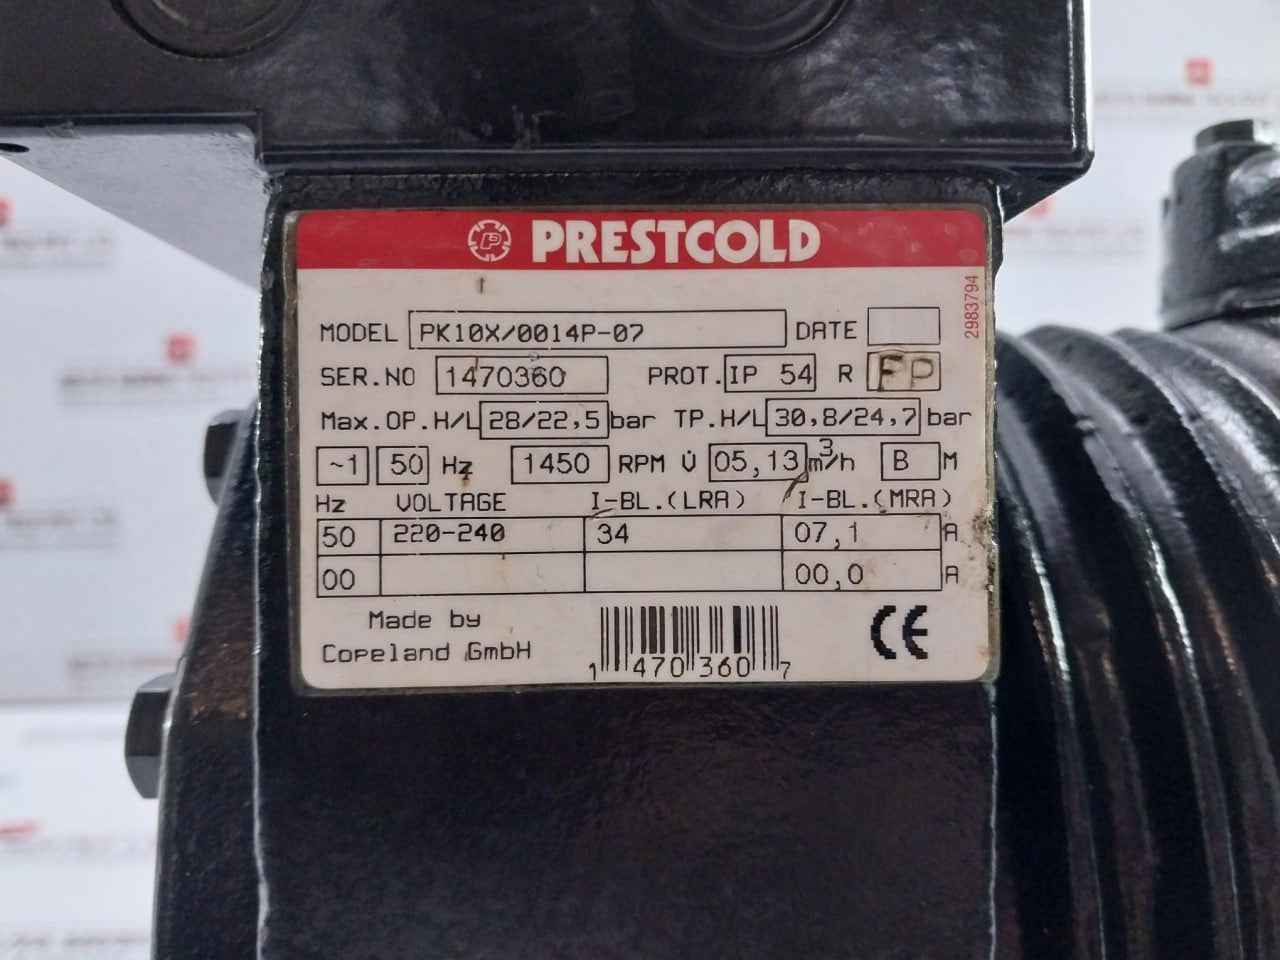 PRESTCOLD
2983794
MODEL PK10X/0014P-07 DATE
SER.NO 1470360 PROT. IP 54 R FP
Max.OP.H/L 28/22,5 bar TP.H/L 30,8/24,7 bar
~1 50 Hz 1450 RPM V̇ 05,13 m³/h B M
Hz VOLTAGE I-BL.(LRA) I-BL.(MRA)
50 220-240 34 07,1 A
00 00,0 A
Made by
Copeland GmbH
1 470360 7
CE